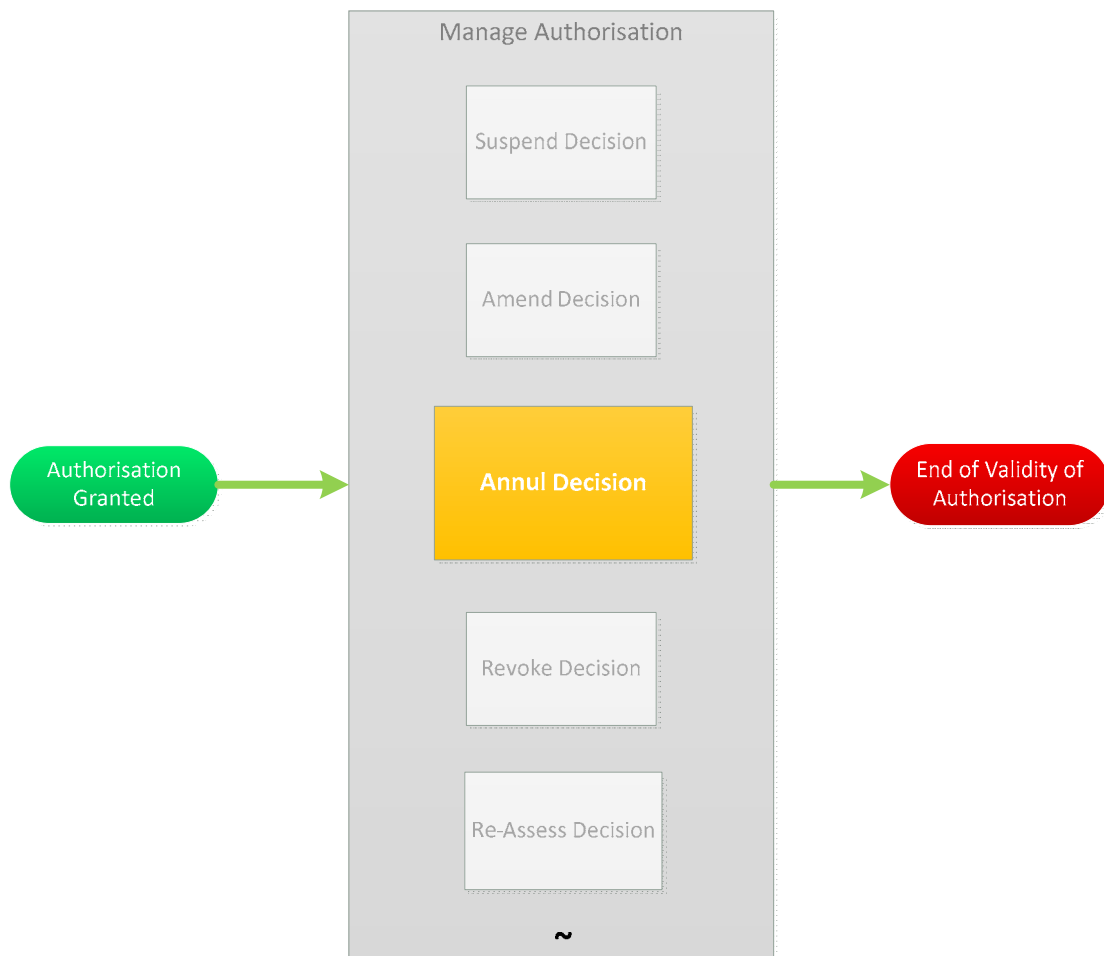 Manage Authorisation
Suspend Decision
Amend Decision
Authorisation
Granted
Annul Decision
End of Validity of
Authorisation
Revoke Decision
Re-Assess Decision
~